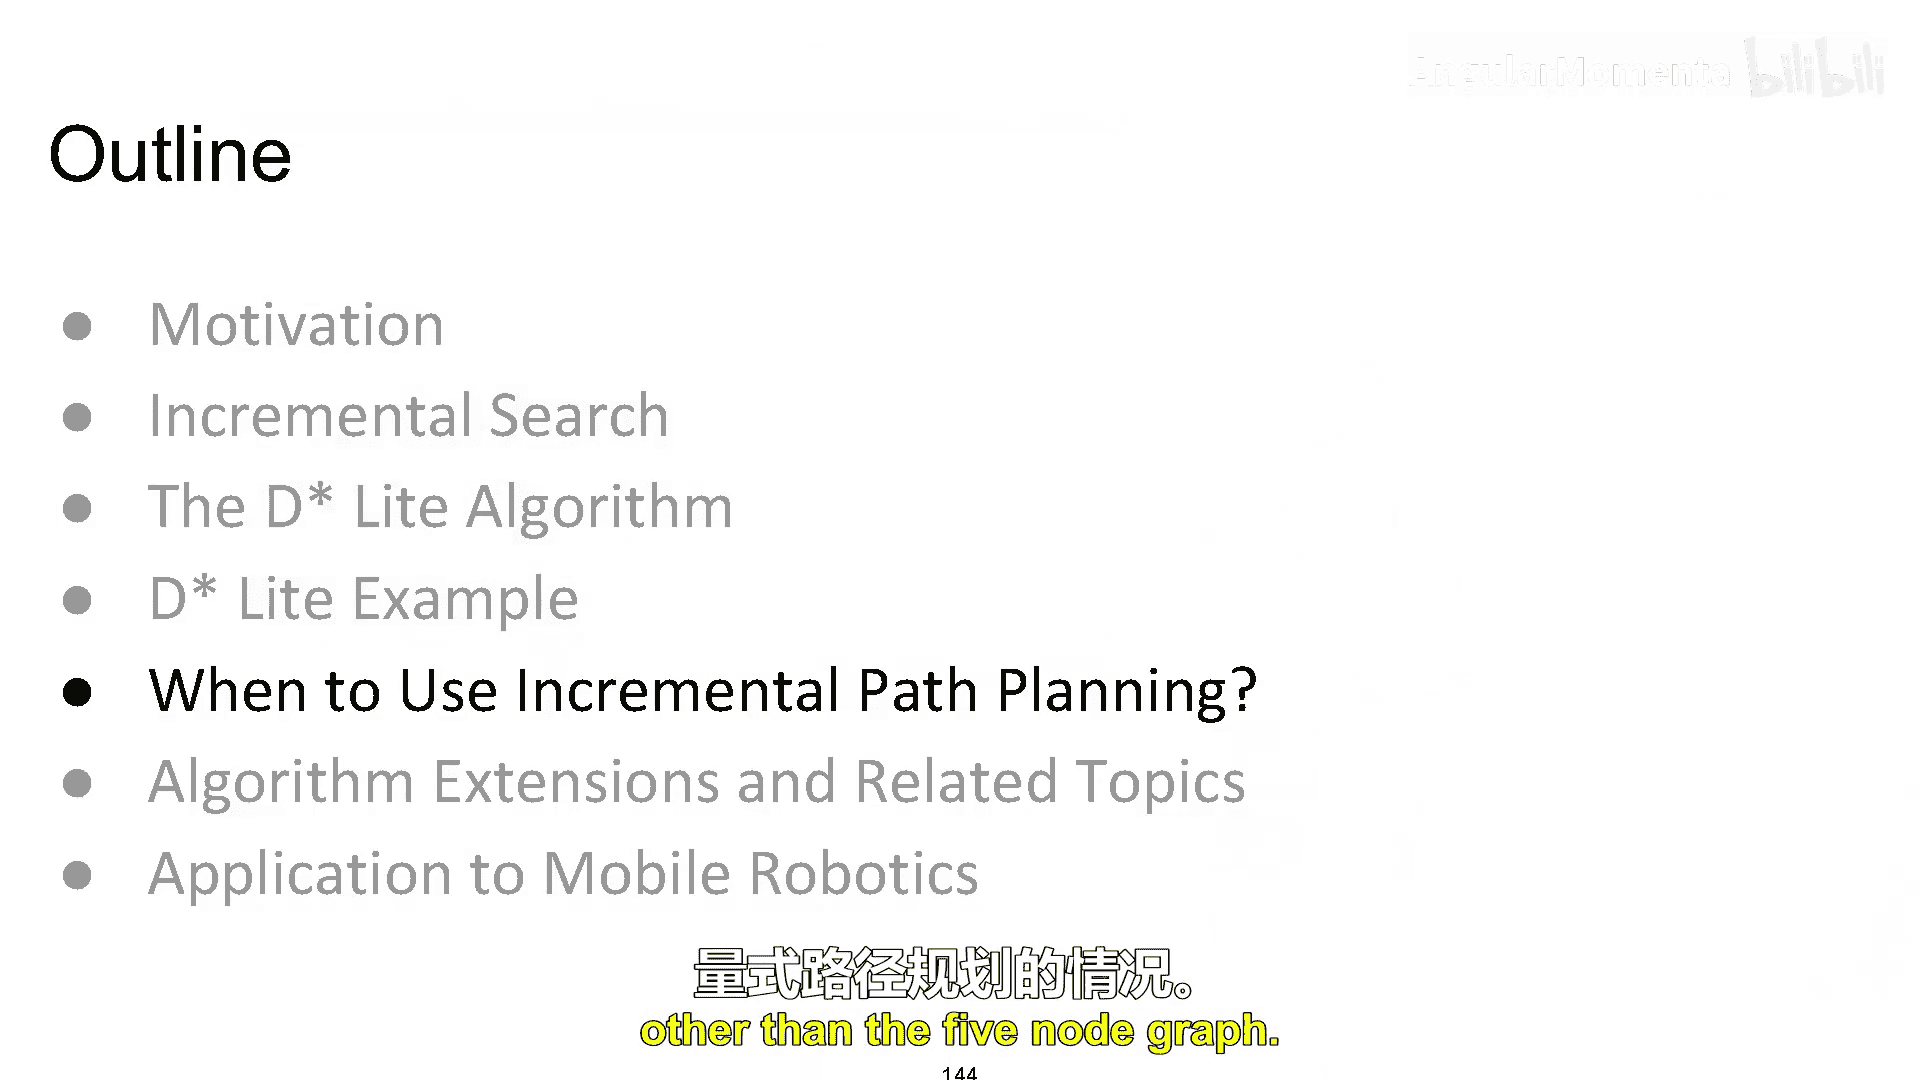 AngularMomenta bilibili
Outline
● Motivation
● Incremental Search
● The D* Lite Algorithm
● D* Lite Example
● When to Use Incremental Path Planning?
● Algorithm Extensions and Related Topics
● Application to Mobile Robotics
量式路径规划的情况。
other than the five node graph.
144